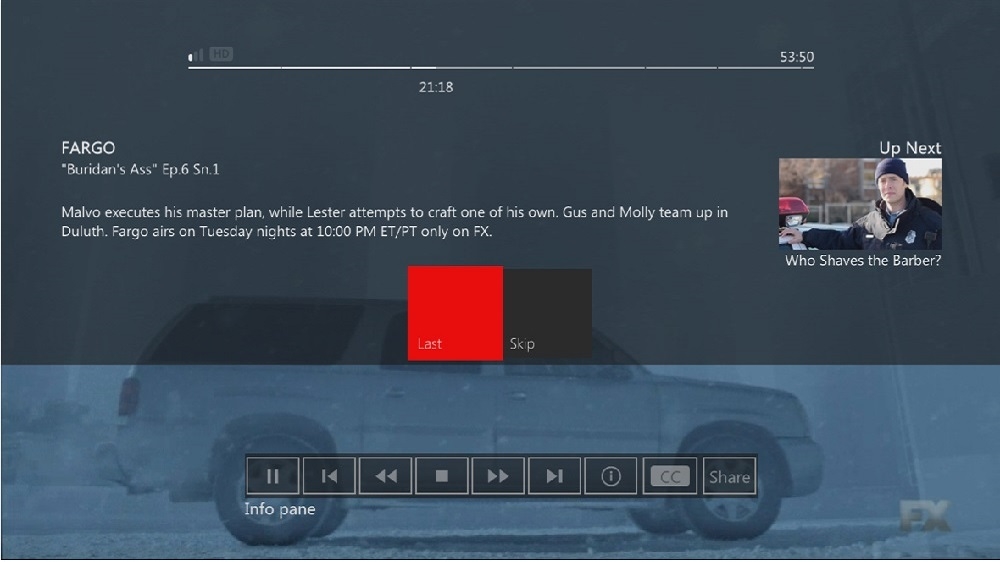 HD
53:50
21:18
FARGO
"Buridan's Ass" Ep.6 Sn.1
Malvo executes his master plan, while Lester attempts to craft one of his own. Gus and Molly team up in
Duluth. Fargo airs on Tuesday nights at 10:00 PM ET/PT only on FX.
Up Next
Who Shaves the Barber?
Last
Skip
CC
Share
Info pane
FX